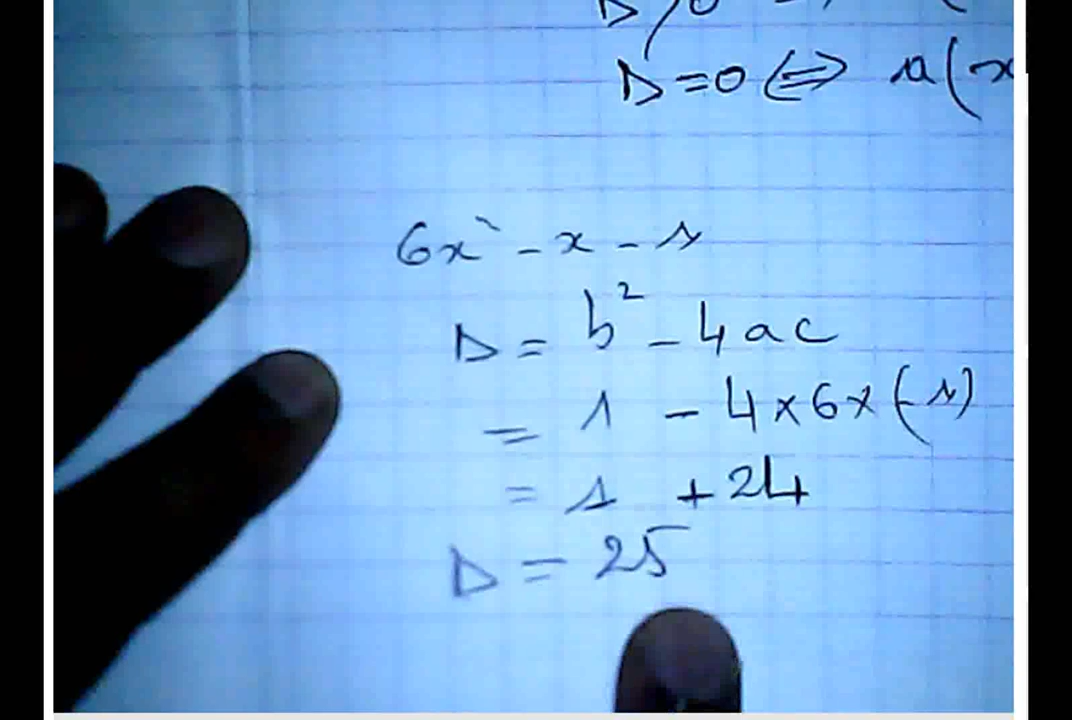 D=0 ⟺ a(x
6x² - x - 1
D = b² - 4ac
= 1 - 4×6×(-1)
= 1 + 24
D = 25